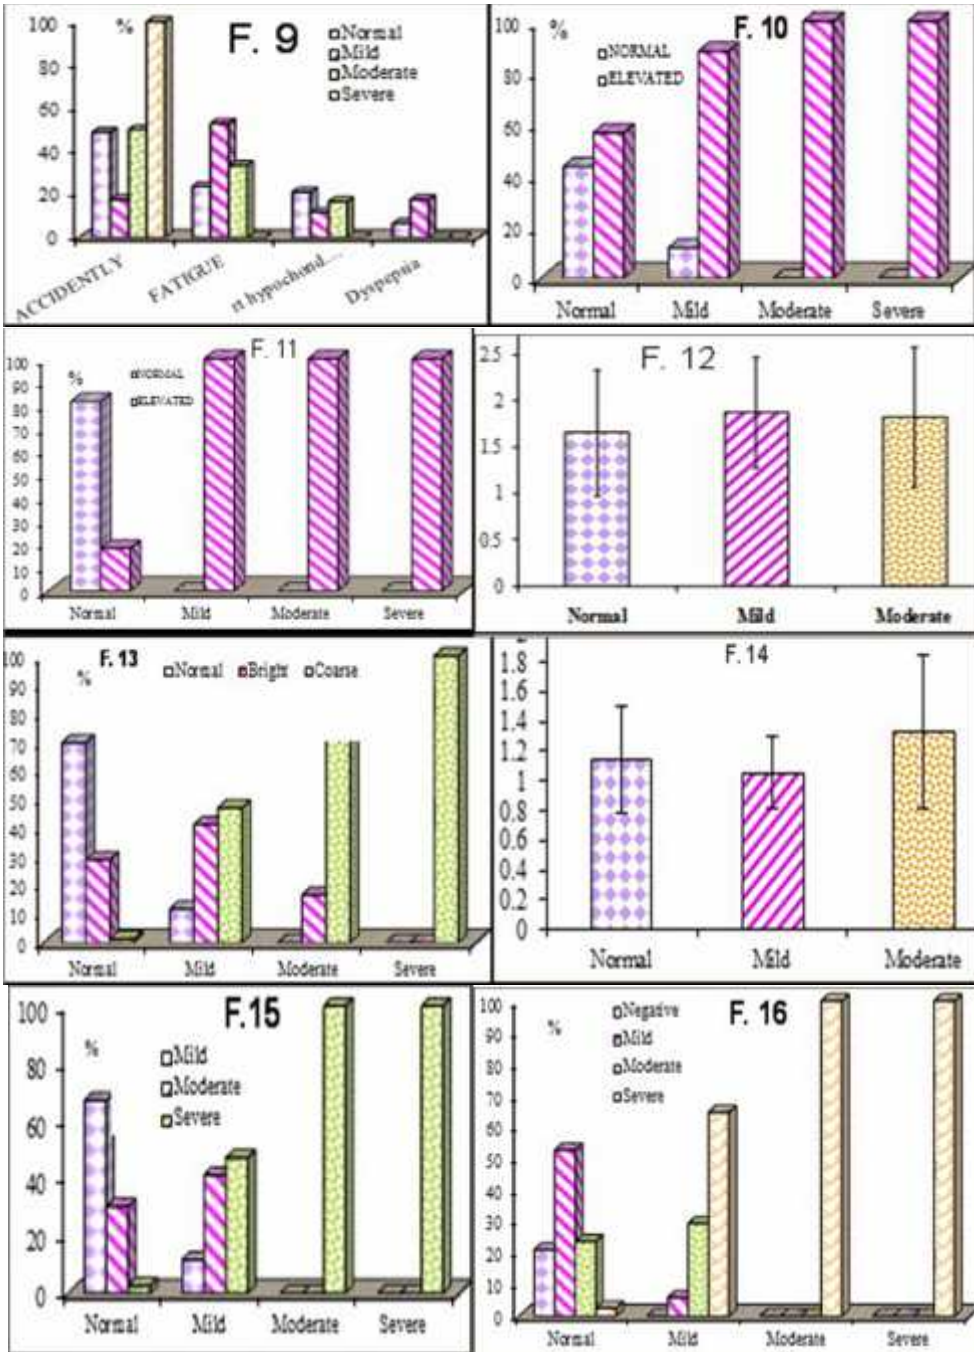 F. 9
%
Normal
Mild
Moderate
Severe
100
80
60
40
20
0
ACCIDENTLY
FATIGUE
rt hypochond....
Dyspepsia
F. 10
%
NORMAL
ELEVATED
100
80
60
40
20
0
Normal Mild Moderate Severe
F. 11
%
NORMAL
ELEVATED
100
90
80
70
60
50
40
30
20
10
0
Normal Mild Moderate Severe
F. 12
2.5
2
1.5
1
0.5
0
Normal Mild Moderate
F. 13
%
Normal Bright Coarse
100
90
80
70
60
50
40
30
20
10
0
Normal Mild Moderate Severe
F. 14
1.8
1.6
1.4
1.2
1
0.8
0.6
0.4
0.2
0
Normal Mild Moderate
F.15
%
Mild
Moderate
Severe
100
80
60
40
20
0
Normal Mild Moderate Severe
F. 16
%
Negative
Mild
Moderate
Severe
100
90
80
70
60
50
40
30
20
10
0
Normal Mild Moderate Severe